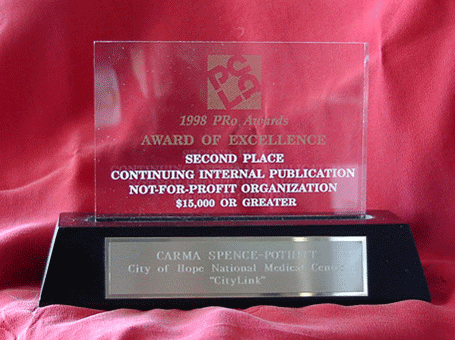 1998 PRo Awards
AWARD OF EXCELLENCE
SECOND PLACE
CONTINUING INTERNAL PUBLICATION
NOT-FOR-PROFIT ORGANIZATION
$15,000 OR GREATER
CARMA SPENCE-POTHITT
City of Hope National Medical Center
"CityLink"